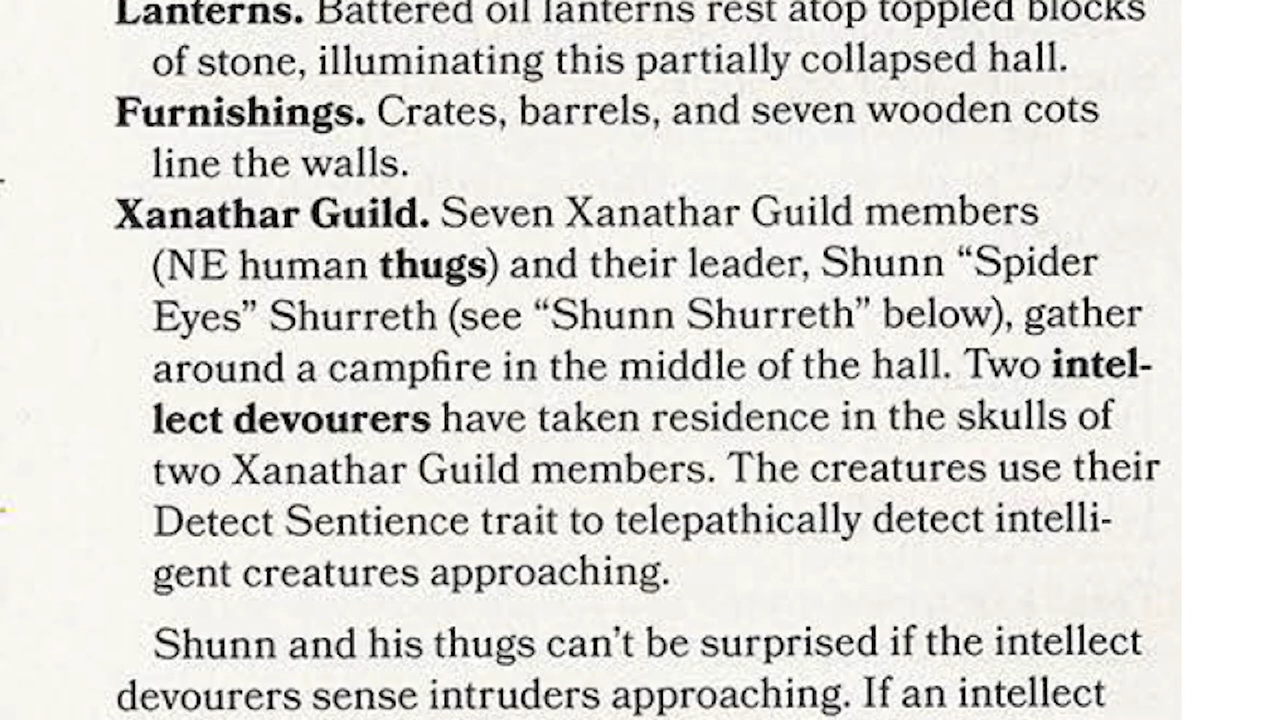 Lanterns. Battered oil lanterns rest atop toppled blocks
of stone, illuminating this partially collapsed hall.
Furnishings. Crates, barrels, and seven wooden cots
line the walls.
Xanathar Guild. Seven Xanathar Guild members
(NE human thugs) and their leader, Shunn “Spider
Eyes” Shurreth (see “Shunn Shurreth” below), gather
around a campfire in the middle of the hall. Two intel-
lect devourers have taken residence in the skulls of
two Xanathar Guild members. The creatures use their
Detect Sentience trait to telepathically detect intelli-
gent creatures approaching.
Shunn and his thugs can’t be surprised if the intellect
devourers sense intruders approaching. If an intellect